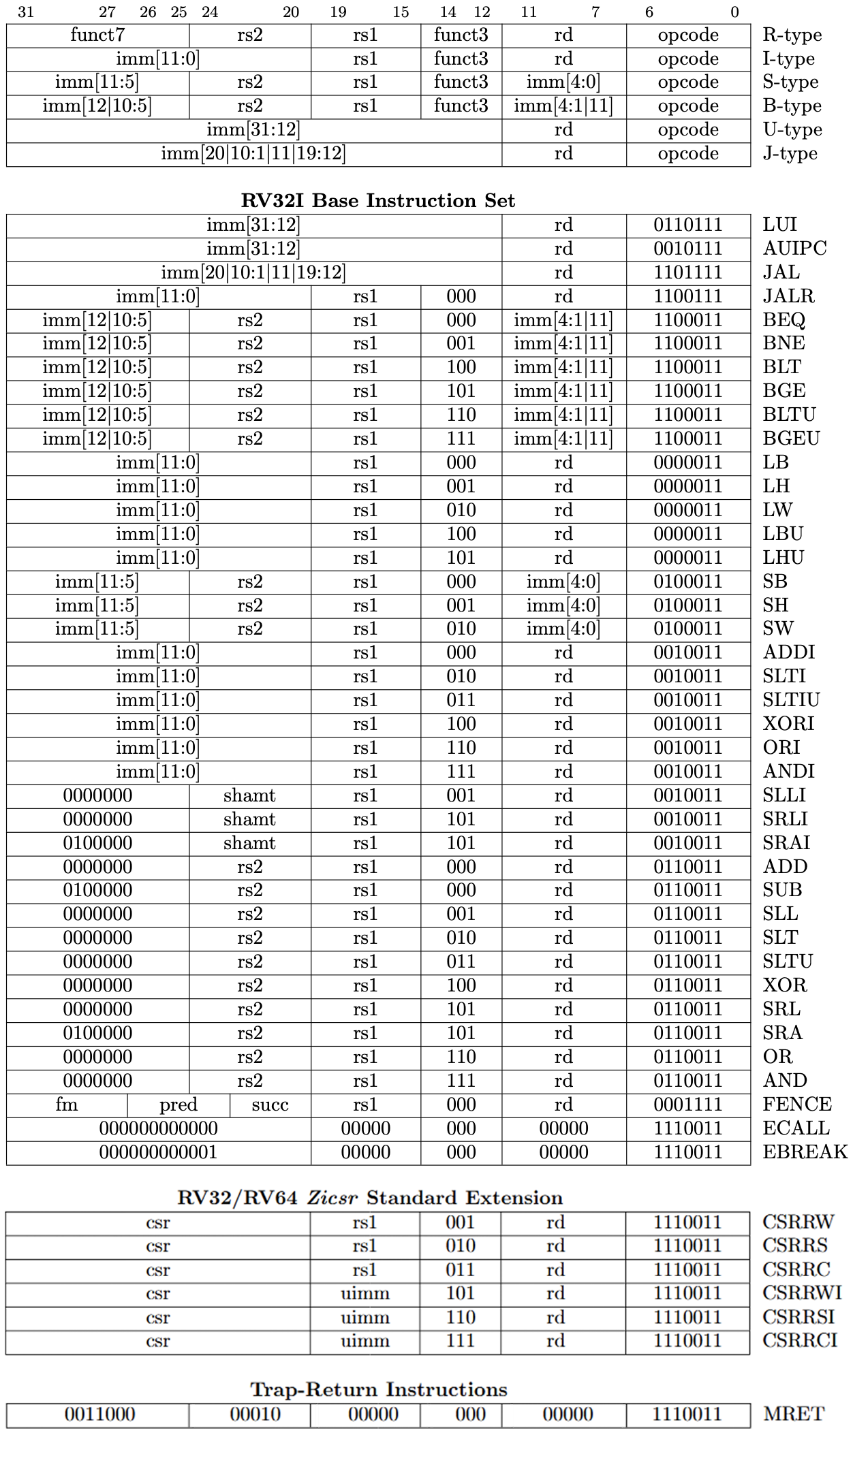 31 27 26 25 24 20 19 15 14 12 11 7 6 0
funct7 rs2 rs1 funct3 rd opcode R-type
imm[11:0] rs1 funct3 rd opcode I-type
imm[11:5] rs2 rs1 funct3 imm[4:0] opcode S-type
imm[12|10:5] rs2 rs1 funct3 imm[4:1|11] opcode B-type
imm[31:12] rd opcode U-type
imm[20|10:1|11|19:12] rd opcode J-type
RV32I Base Instruction Set
imm[31:12] rd 0110111 LUI
imm[31:12] rd 0010111 AUIPC
imm[20|10:1|11|19:12] rd 1101111 JAL
imm[11:0] rs1 000 rd 1100111 JALR
imm[12|10:5] rs2 rs1 000 imm[4:1|11] 1100011 BEQ
imm[12|10:5] rs2 rs1 001 imm[4:1|11] 1100011 BNE
imm[12|10:5] rs2 rs1 100 imm[4:1|11] 1100011 BLT
imm[12|10:5] rs2 rs1 101 imm[4:1|11] 1100011 BGE
imm[12|10:5] rs2 rs1 110 imm[4:1|11] 1100011 BLTU
imm[12|10:5] rs2 rs1 111 imm[4:1|11] 1100011 BGEU
imm[11:0] rs1 000 rd 0000011 LB
imm[11:0] rs1 001 rd 0000011 LH
imm[11:0] rs1 010 rd 0000011 LW
imm[11:0] rs1 100 rd 0000011 LBU
imm[11:0] rs1 101 rd 0000011 LHU
imm[11:5] rs2 rs1 000 imm[4:0] 0100011 SB
imm[11:5] rs2 rs1 001 imm[4:0] 0100011 SH
imm[11:5] rs2 rs1 010 imm[4:0] 0100011 SW
imm[11:0] rs1 000 rd 0010011 ADDI
imm[11:0] rs1 010 rd 0010011 SLTI
imm[11:0] rs1 011 rd 0010011 SLTIU
imm[11:0] rs1 100 rd 0010011 XORI
imm[11:0] rs1 110 rd 0010011 ORI
imm[11:0] rs1 111 rd 0010011 ANDI
0000000 shamt rs1 001 rd 0010011 SLLI
0000000 shamt rs1 101 rd 0010011 SRLI
0100000 shamt rs1 101 rd 0010011 SRAI
0000000 rs2 rs1 000 rd 0110011 ADD
0100000 rs2 rs1 000 rd 0110011 SUB
0000000 rs2 rs1 001 rd 0110011 SLL
0000000 rs2 rs1 010 rd 0110011 SLT
0000000 rs2 rs1 011 rd 0110011 SLTU
0000000 rs2 rs1 100 rd 0110011 XOR
0000000 rs2 rs1 101 rd 0110011 SRL
0100000 rs2 rs1 101 rd 0110011 SRA
0000000 rs2 rs1 110 rd 0110011 OR
0000000 rs2 rs1 111 rd 0110011 AND
fm pred succ rs1 000 rd 0001111 FENCE
000000000000 00000 000 00000 1110011 ECALL
000000000001 00000 000 00000 1110011 EBREAK
RV32/RV64 Zicsr Standard Extension
csr rs1 001 rd 1110011 CSRRW
csr rs1 010 rd 1110011 CSRRS
csr rs1 011 rd 1110011 CSRRC
csr uimm 101 rd 1110011 CSRRWI
csr uimm 110 rd 1110011 CSRRSI
csr uimm 111 rd 1110011 CSRRCI
Trap-Return Instructions
0011000 00010 00000 000 00000 1110011 MRET